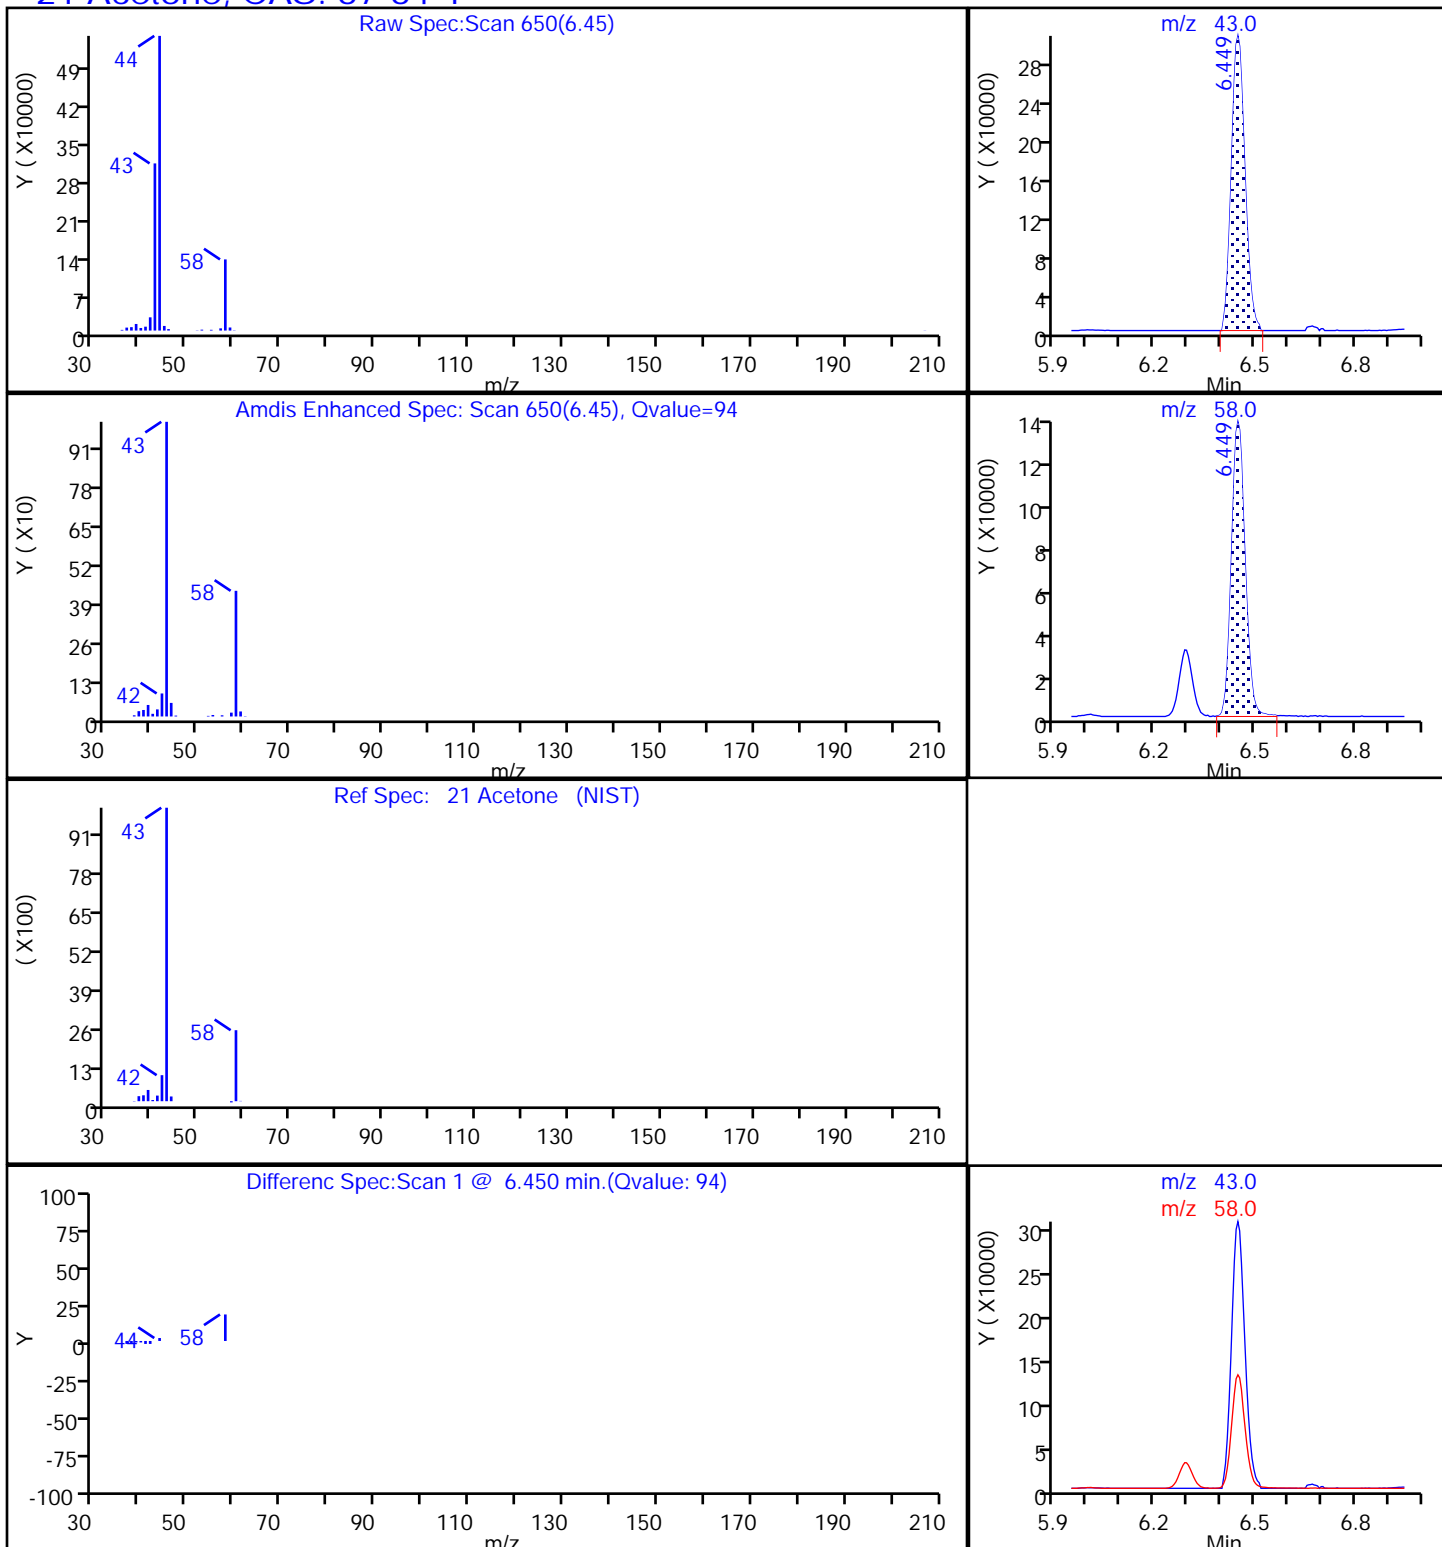 Raw Spec:Scan 650(6.45)
Y ( X10000)
49
42
35
28
21
14
7
0
44
43
58
30 50 70 90 110 130 150 170 190 210
m/z
m/z 43.0
Y ( X10000)
28
24
20
16
12
8
4
0
6.449
5.9 6.2 6.5 6.8
Min
Amdis Enhanced Spec: Scan 650(6.45), Qvalue=94
Y ( X10)
91
78
65
52
39
26
13
0
43
58
42
30 50 70 90 110 130 150 170 190 210
m/z
m/z 58.0
Y ( X10000)
14
12
10
8
6
4
2
0
6.449
5.9 6.2 6.5 6.8
Min
Ref Spec: 21 Acetone (NIST)
( X100)
91
78
65
52
39
26
13
0
43
58
42
30 50 70 90 110 130 150 170 190 210
Differenc Spec:Scan 1 @ 6.450 min.(Qvalue: 94)
Y
100
75
50
25
0
-25
-50
-75
-100
44
58
30 50 70 90 110 130 150 170 190 210
m/z
m/z 43.0
m/z 58.0
Y ( X10000)
30
25
20
15
10
5
0
5.9 6.2 6.5 6.8
Min